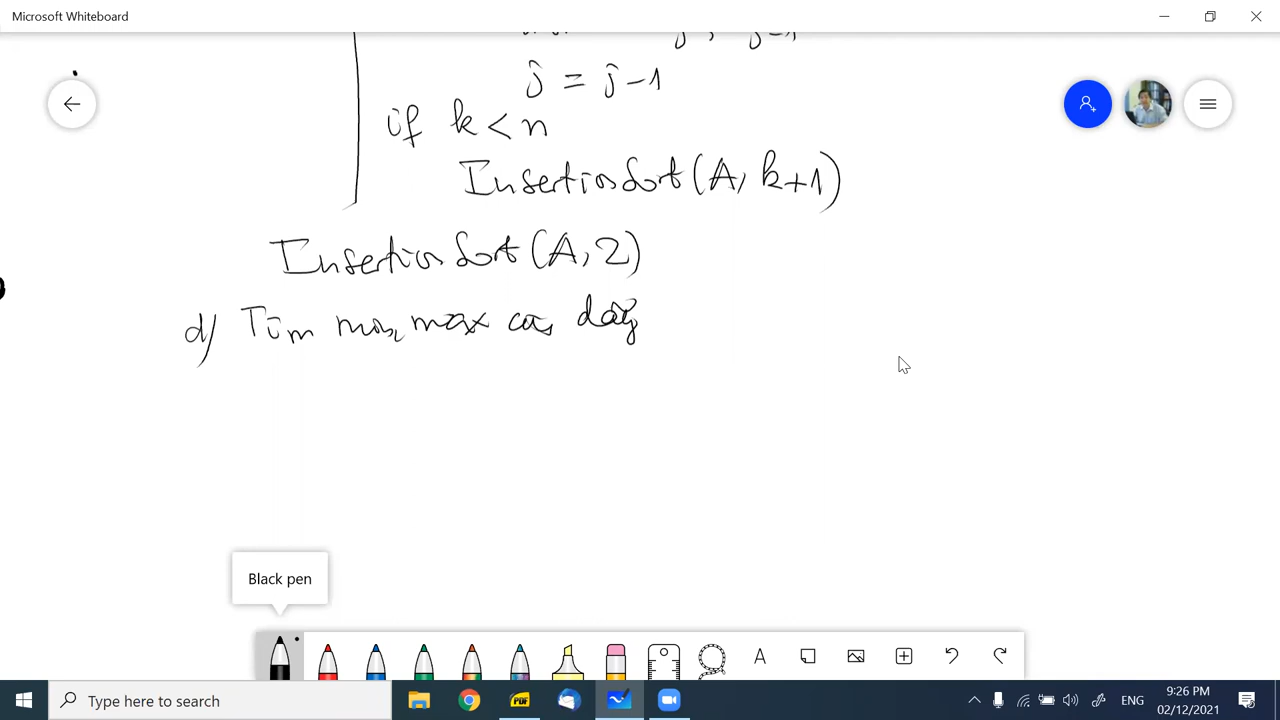 Microsoft Whiteboard
j = j-1
if k < n
InsertionSort(A, k+1)
InsertionSort(A, 2)
d) Tìm min, max của dãy
Black pen
A
Type here to search
PDF
ENG
9:26 PM
02/12/2021